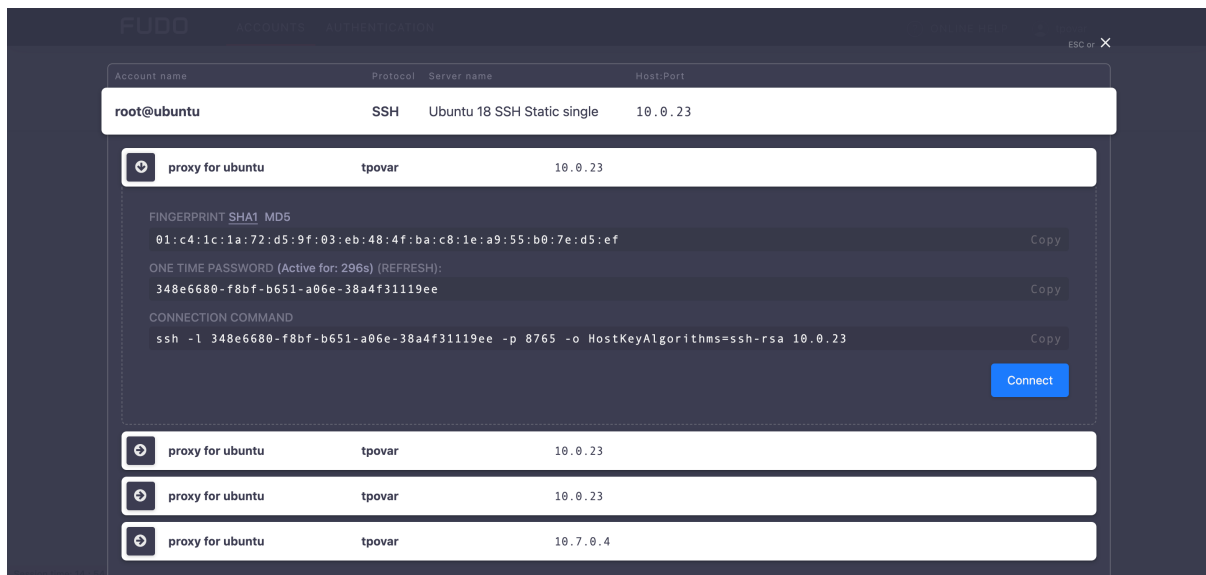 FUDO ACCOUNTS AUTHENTICATION
ESC or X
Account name Protocol Server name Host:Port
root@ubuntu SSH Ubuntu 18 SSH Static single 10.0.23
proxy for ubuntu tpovar 10.0.23
FINGERPRINT SHA1 MD5
01:c4:1c:1a:72:d5:9f:03:eb:48:4f:ba:c8:1e:a9:55:b0:7e:d5:ef Copy
ONE TIME PASSWORD (Active for: 296s) (REFRESH):
348e6680-f8bf-b651-a06e-38a4f31119ee Copy
CONNECTION COMMAND
ssh -l 348e6680-f8bf-b651-a06e-38a4f31119ee -p 8765 -o HostKeyAlgorithms=ssh-rsa 10.0.23 Copy
Connect
proxy for ubuntu tpovar 10.0.23
proxy for ubuntu tpovar 10.0.23
proxy for ubuntu tpovar 10.7.0.4